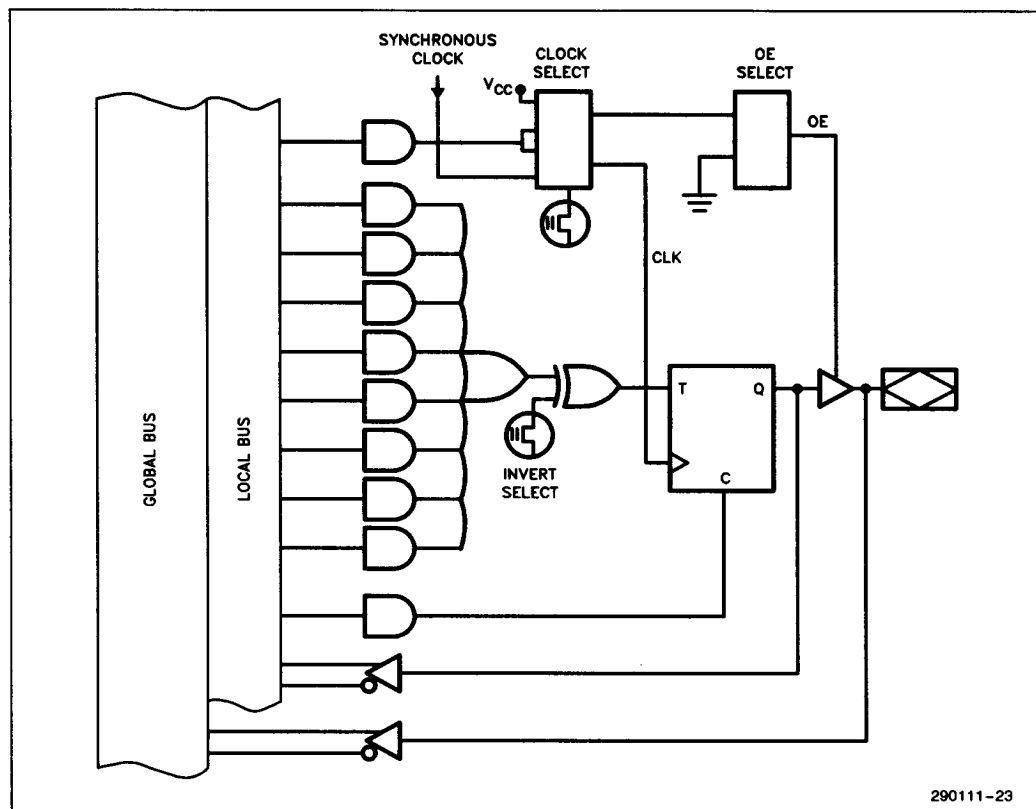 SYNCHRONOUS
CLOCK
CLOCK
SELECT
OE
SELECT
VCC
OE
CLK
GLOBAL BUS
LOCAL BUS
T
Q
C
INVERT
SELECT
290111-23